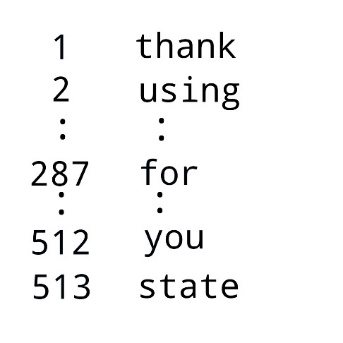 1 thank
2 using
: :
287 for
: :
512 you
513 state